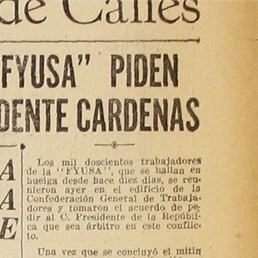 de Calles
"FYUSA" PIDEN
DENTE CARDENAS
A
A
E
Los mil doscientos trabajadores
de la "FYUSA", que se hallan en
huelga desde hace diez días, se reu-
nieron ayer en el edificio de la
Confederación General de Trabaja-
dores y tomaron el acuerdo de pe-
dir al C. Presidente de la Repúbli-
ca que sea árbitro en este conflic-
to.
Una vez que se concluyó el mitin